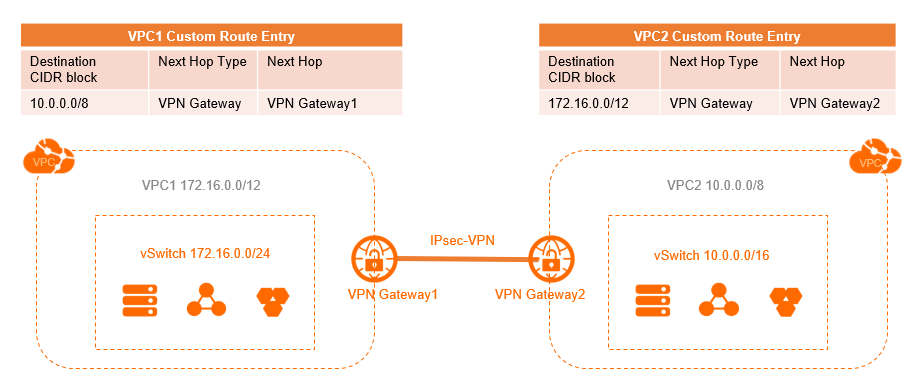 VPC1 Custom Route Entry
Destination CIDR block
Next Hop Type
Next Hop
10.0.0.0/8
VPN Gateway
VPN Gateway1
VPC2 Custom Route Entry
Destination CIDR block
Next Hop Type
Next Hop
172.16.0.0/12
VPN Gateway
VPN Gateway2
VPC
VPC1 172.16.0.0/12
vSwitch 172.16.0.0/24
VPN Gateway1
IPsec-VPN
VPN Gateway2
VPC
VPC2 10.0.0.0/8
vSwitch 10.0.0.0/16